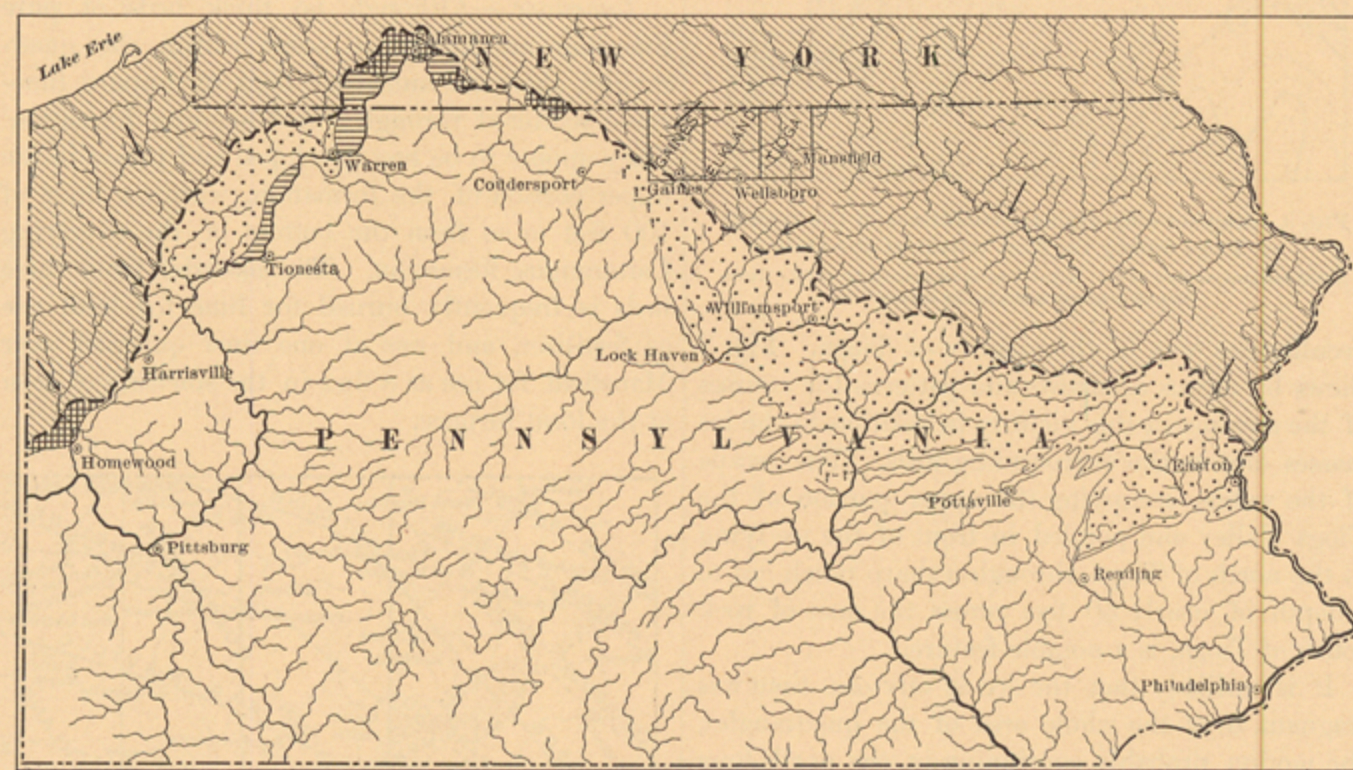 Lake Erie
Salamanca
NEW YORK
GAINES
ELKLAND
TIOGA
Mansfield
Warren
Coudersport
Gaines
Wellsboro
Tionesta
Williamsport
Lock Haven
Harrisville
PENNSYLVANIA
Homewood
Easton
Pottsville
Pittsburg
Reading
Philadelphia